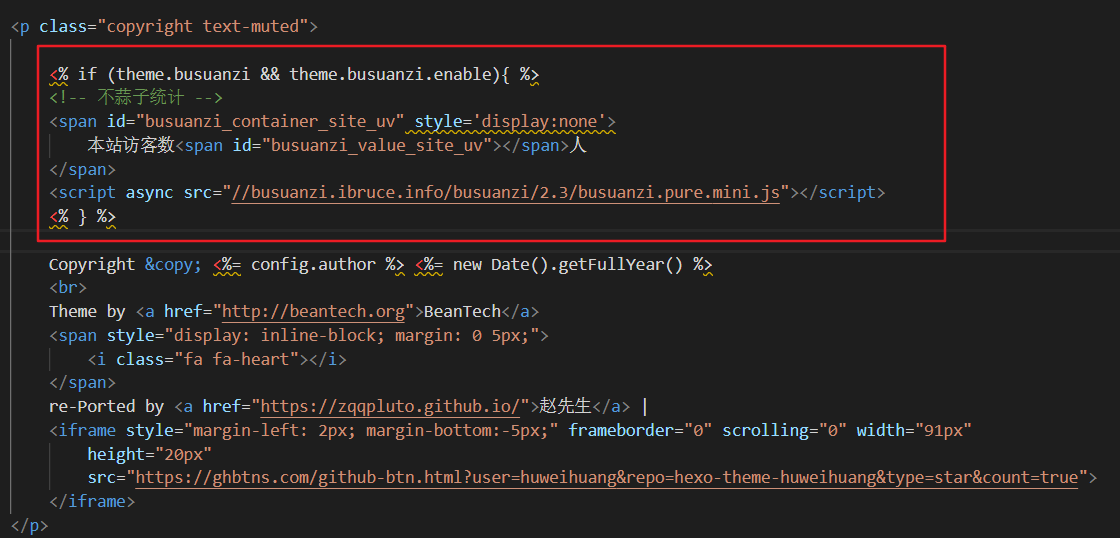 <p class="copyright text-muted">
<% if (theme.busuanzi && theme.busuanzi.enable){ %>
<!-- 不蒜子统计 -->
<span id="busuanzi_container_site_uv" style='display:none'>
本站访客数<span id="busuanzi_value_site_uv"></span>人
</span>
<script async src="//busuanzi.ibruce.info/busuanzi/2.3/busuanzi.pure.mini.js"></script>
<% } %>
Copyright &copy; <%= config.author %> <%= new Date().getFullYear() %>
<br>
Theme by <a href="http://beantech.org">BeanTech</a>
<span style="display: inline-block; margin: 0 5px;">
<i class="fa fa-heart"></i>
</span>
re-Ported by <a href="https://zqqpluto.github.io/">赵先生</a> |
<iframe style="margin-left: 2px; margin-bottom:-5px;" frameborder="0" scrolling="0" width="91px"
height="20px"
src="https://ghbtns.com/github-btn.html?user=huweihuang&repo=hexo-theme-huweihuang&type=star&count=true">
</iframe>
</p>